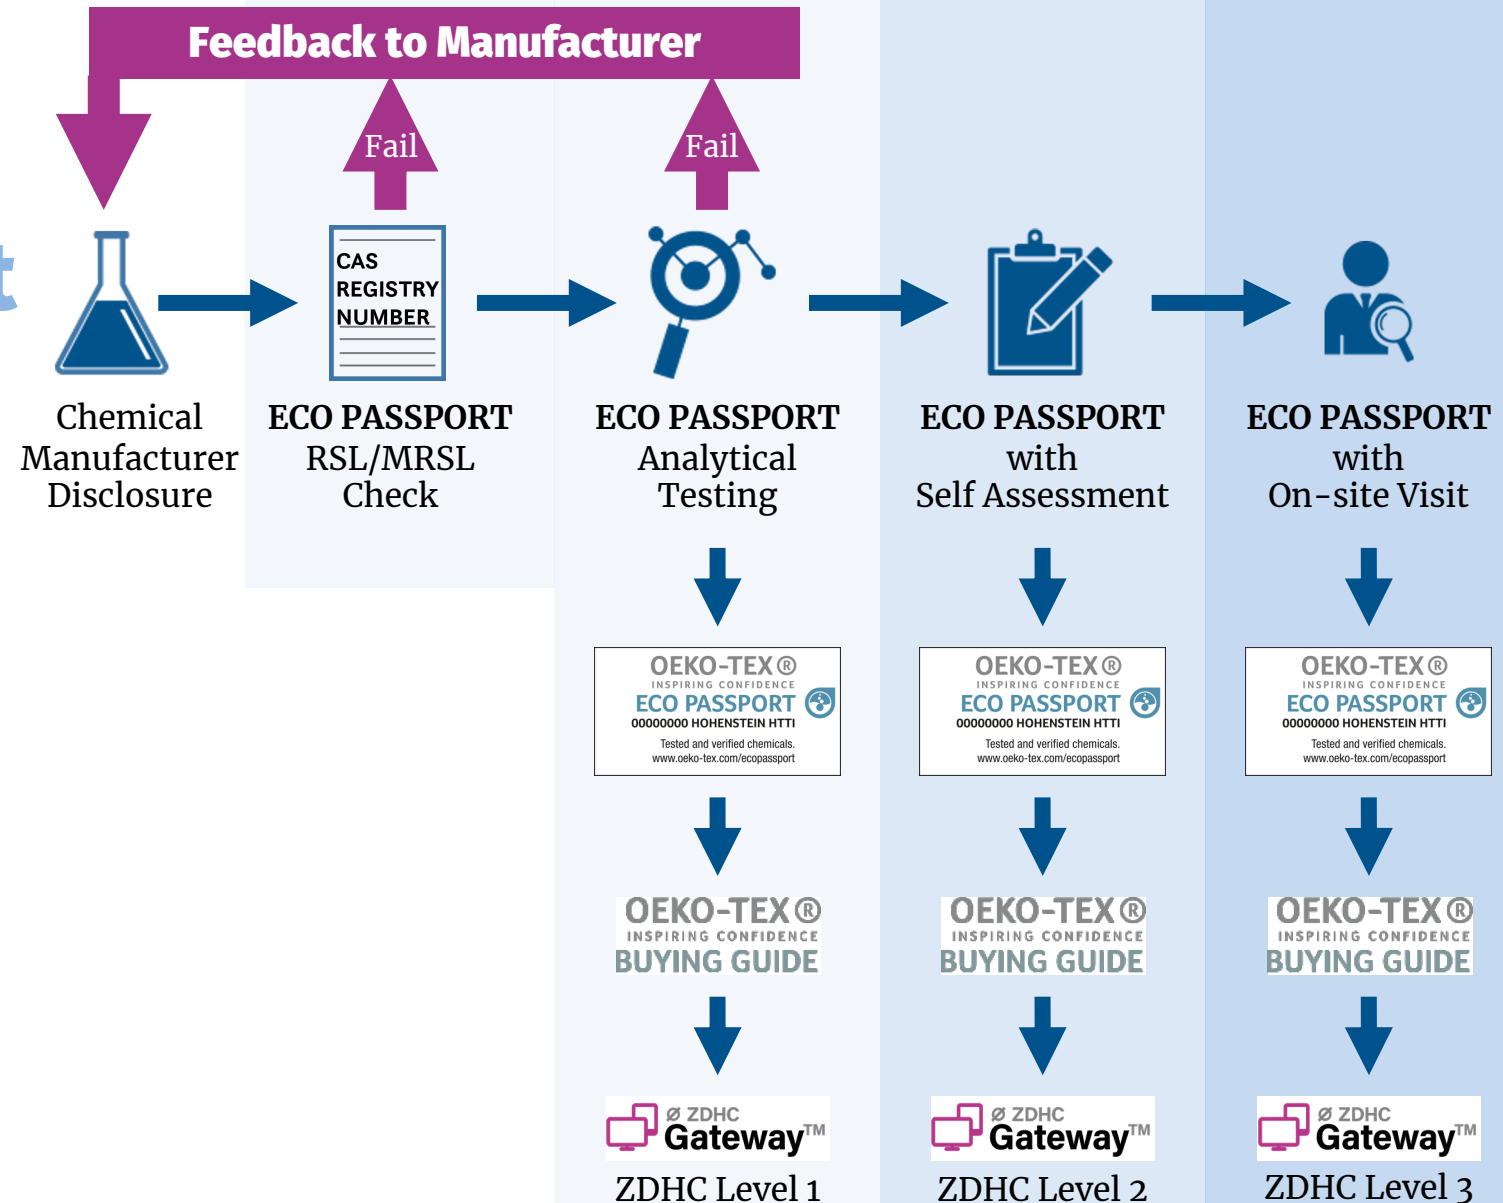 Feedback to Manufacturer
Fail
Fail
t
CAS
REGISTRY
NUMBER
Chemical
Manufacturer
Disclosure
ECO PASSPORT
RSL/MRSL
Check
ECO PASSPORT
Analytical
Testing
ECO PASSPORT
with
Self Assessment
ECO PASSPORT
with
On-site Visit
OEKO-TEX®
INSPIRING CONFIDENCE
ECO PASSPORT
00000000 HOHENSTEIN HTTI
Tested and verified chemicals.
www.oeko-tex.com/ecopassport
OEKO-TEX®
INSPIRING CONFIDENCE
ECO PASSPORT
00000000 HOHENSTEIN HTTI
Tested and verified chemicals.
www.oeko-tex.com/ecopassport
OEKO-TEX®
INSPIRING CONFIDENCE
ECO PASSPORT
00000000 HOHENSTEIN HTTI
Tested and verified chemicals.
www.oeko-tex.com/ecopassport
OEKO-TEX®
INSPIRING CONFIDENCE
BUYING GUIDE
OEKO-TEX®
INSPIRING CONFIDENCE
BUYING GUIDE
OEKO-TEX®
INSPIRING CONFIDENCE
BUYING GUIDE
Ø ZDHC
Gateway™
ZDHC Level 1
Ø ZDHC
Gateway™
ZDHC Level 2
Ø ZDHC
Gateway™
ZDHC Level 3